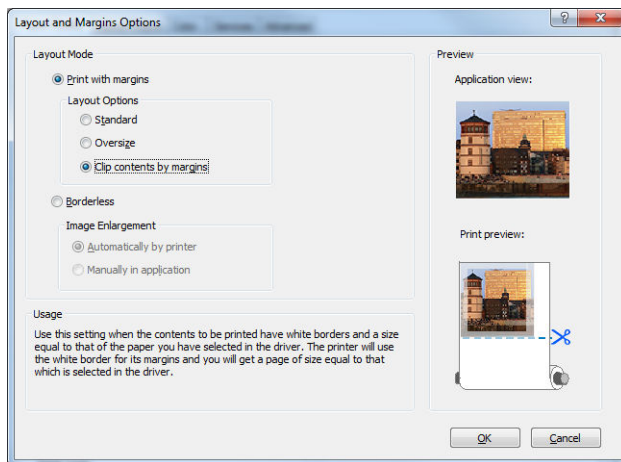 Layout and Margins Options
Layout Mode
Print with margins
Layout Options
Standard
Oversize
Clip contents by margins
Borderless
Image Enlargement
Automatically by printer
Manually in application
Usage
Use this setting when the contents to be printed have white borders and a size
equal to that of the paper you have selected in the driver. The printer will use
the white border for its margins and you will get a page of size equal to that
which is selected in the driver.
Preview
Application view:
Print preview:
OK
Cancel